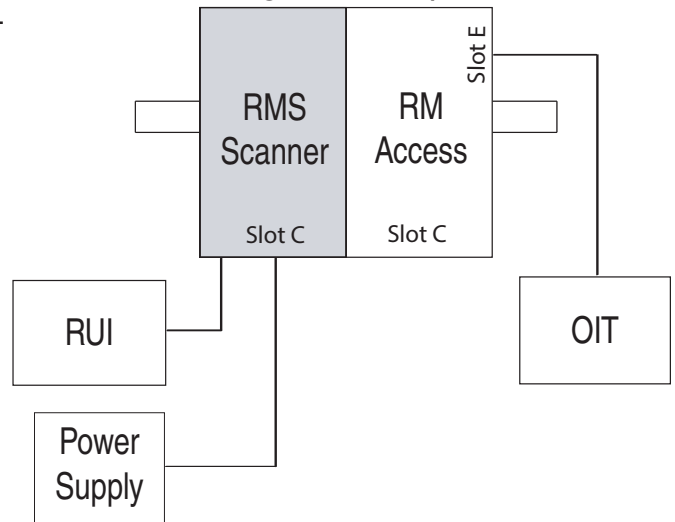 Slot E
RMS
Scanner
RM
Access
Slot C
Slot C
RUI
OIT
Power
Supply